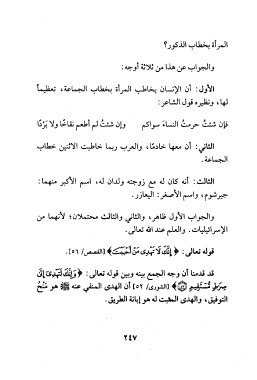 المرأة بخطاب الذكور؟
والجواب عن هذا من ثلاثة أوجه:
الأول: أن الإنسان يخاطب المرأة بخطاب الجماعة، تعظيماً
لها، ونظيره قول الشاعر:
فإن شئت حرمتُ النساءَ سواكم وإن شئتُ لم أطعم نقاخًا ولا بَرْدًا
الثاني: أن معها خادمًا، والعرب ربما خاطبت الاثنين خطاب
الجماعة.
الثالث: أنه كان له مع زوجته ولدان له، اسم الأكبر منهما:
جيرشوم، واسم الأصغر: اليعازر.
والجواب الأول ظاهر، والثاني والثالث محتملان؛ لأنهما من
الإسرائيليات. والعلم عند الله تعالى.
قوله تعالى: ﴿إِنَّكَ لَا تَهْدِي مَنْ أَحْبَبْتَ﴾ [القصص/ ٥٦].
قد قدمنا أن وجه الجمع بينه وبين قوله تعالى: ﴿وَإِنَّكَ لَتَهْدِي إِلَىٰ
صِرَاطٍ مُّسْتَقِيمٍ ۝﴾ [الشورى/ ٥٢] أن الهدى المنفي عنه ﷺ هو مَنْحُ
التوفيق، والهدى المثبت له هو إبانة الطريق.
٢٤٧